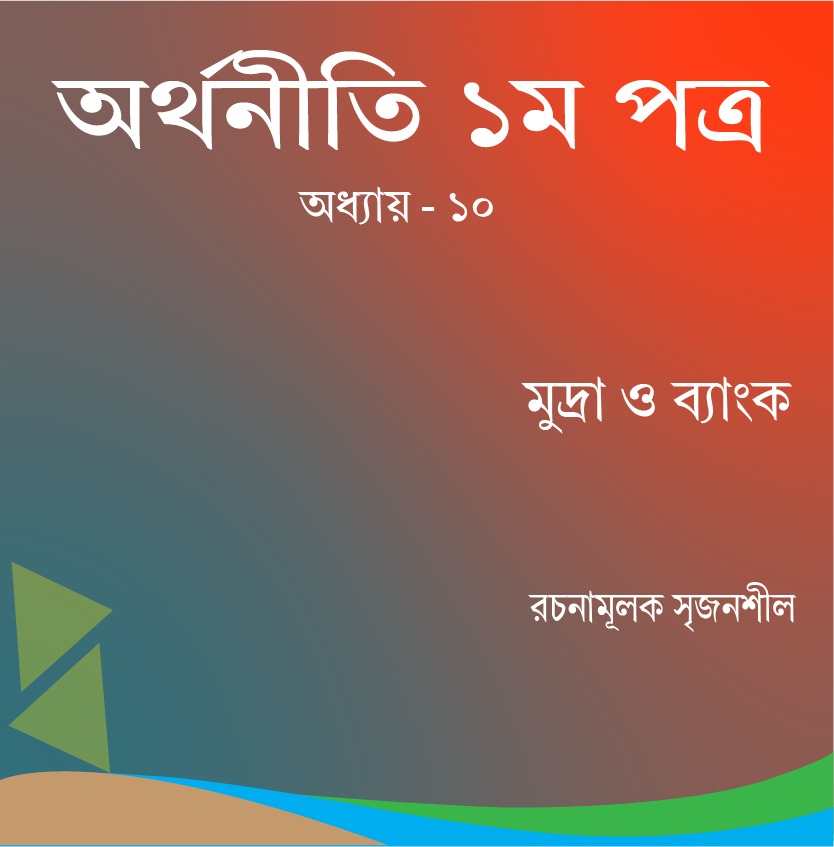 অর্থনীতি ১ম পত্র
অধ্যায় - ১০
মুদ্রা ও ব্যাংক
রচনামূলক সৃজনশীল